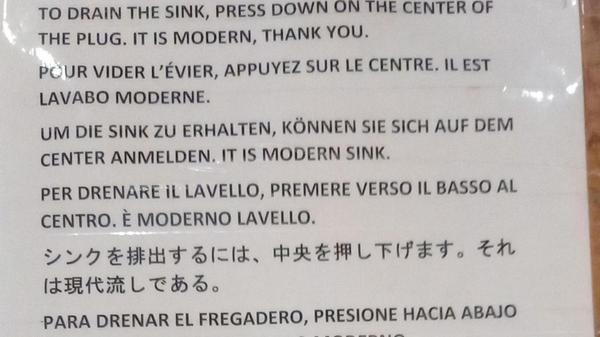 TO DRAIN THE SINK, PRESS DOWN ON THE CENTER OF
THE PLUG. IT IS MODERN, THANK YOU.
POUR VIDER L'ÉVIER, APPUYEZ SUR LE CENTRE. IL EST
LAVABO MODERNE.
UM DIE SINK ZU ERHALTEN, KÖNNEN SIE SICH AUF DEM
CENTER ANMELDEN. IT IS MODERN SINK.
PER DRENARE IL LAVELLO, PREMERE VERSO IL BASSO AL
CENTRO. È MODERNO LAVELLO.
シンクを排出するには、中央を押し下げます。それ
は現代流しである。
PARA DRENAR EL FREGADERO, PRESIONE HACIA ABAJO